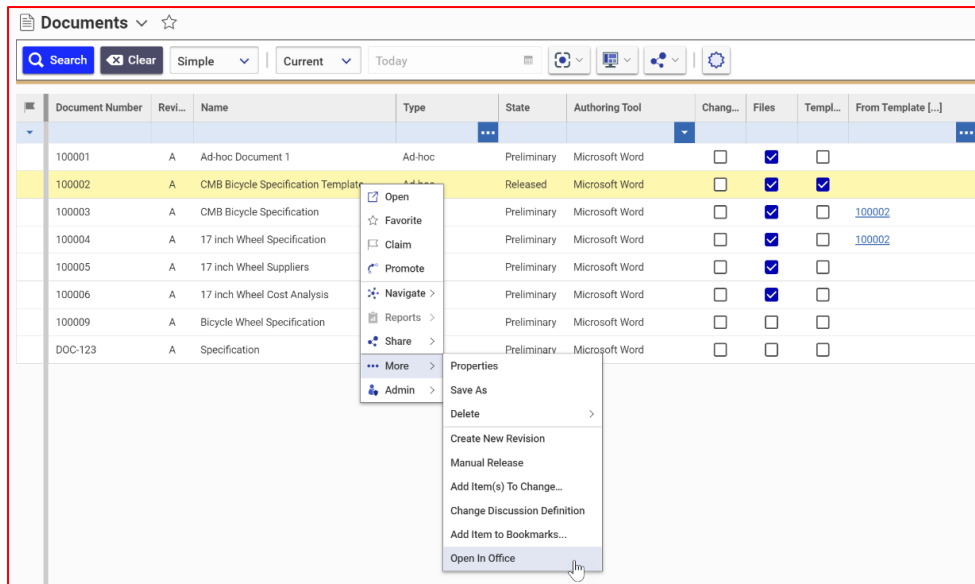 Documents
Search Clear Simple Current Today
Document Number Revi... Name Type State Authoring Tool Chang... Files Templ... From Template [...]
100001 A Ad-hoc Document 1 Ad-hoc Preliminary Microsoft Word
100002 A CMB Bicycle Specification Template Ad-hoc Released Microsoft Word
100003 A CMB Bicycle Specification Preliminary Microsoft Word 100002
100004 A 17 inch Wheel Specification Preliminary Microsoft Word 100002
100005 A 17 inch Wheel Suppliers Preliminary Microsoft Word
100006 A 17 inch Wheel Cost Analysis Preliminary Microsoft Word
100009 A Bicycle Wheel Specification Preliminary Microsoft Word
DOC-123 A Specification Preliminary Microsoft Word
Open
Favorite
Claim
Promote
Navigate
Reports
Share
More
Admin
Properties
Save As
Delete
Create New Revision
Manual Release
Add Item(s) To Change...
Change Discussion Definition
Add Item to Bookmarks...
Open In Office